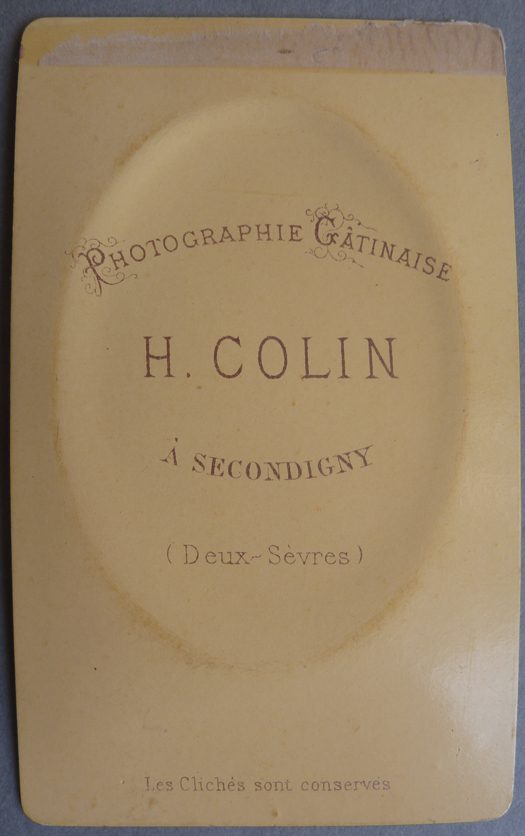 PHOTOGRAPHIE GÂTINAISE
H. COLIN
À SECONDIGNY
(Deux-Sèvres)
Les Clichés sont conservés